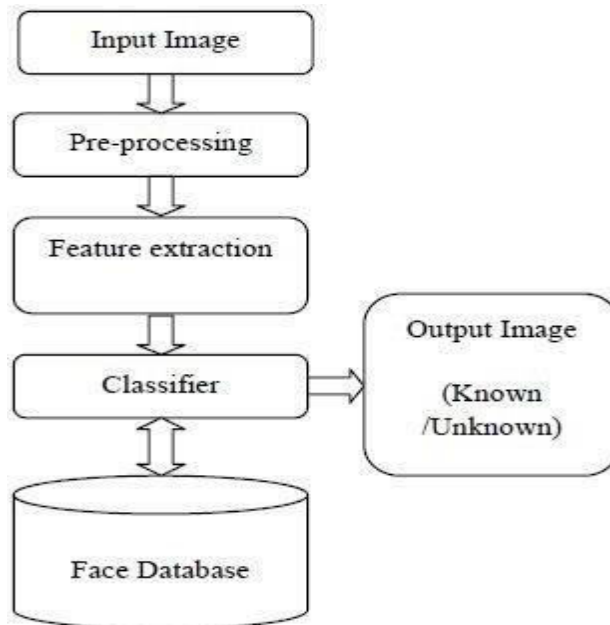 Input Image
Pre-processing
Feature extraction
Classifier
Output Image
(Known
/Unknown)
Face Database